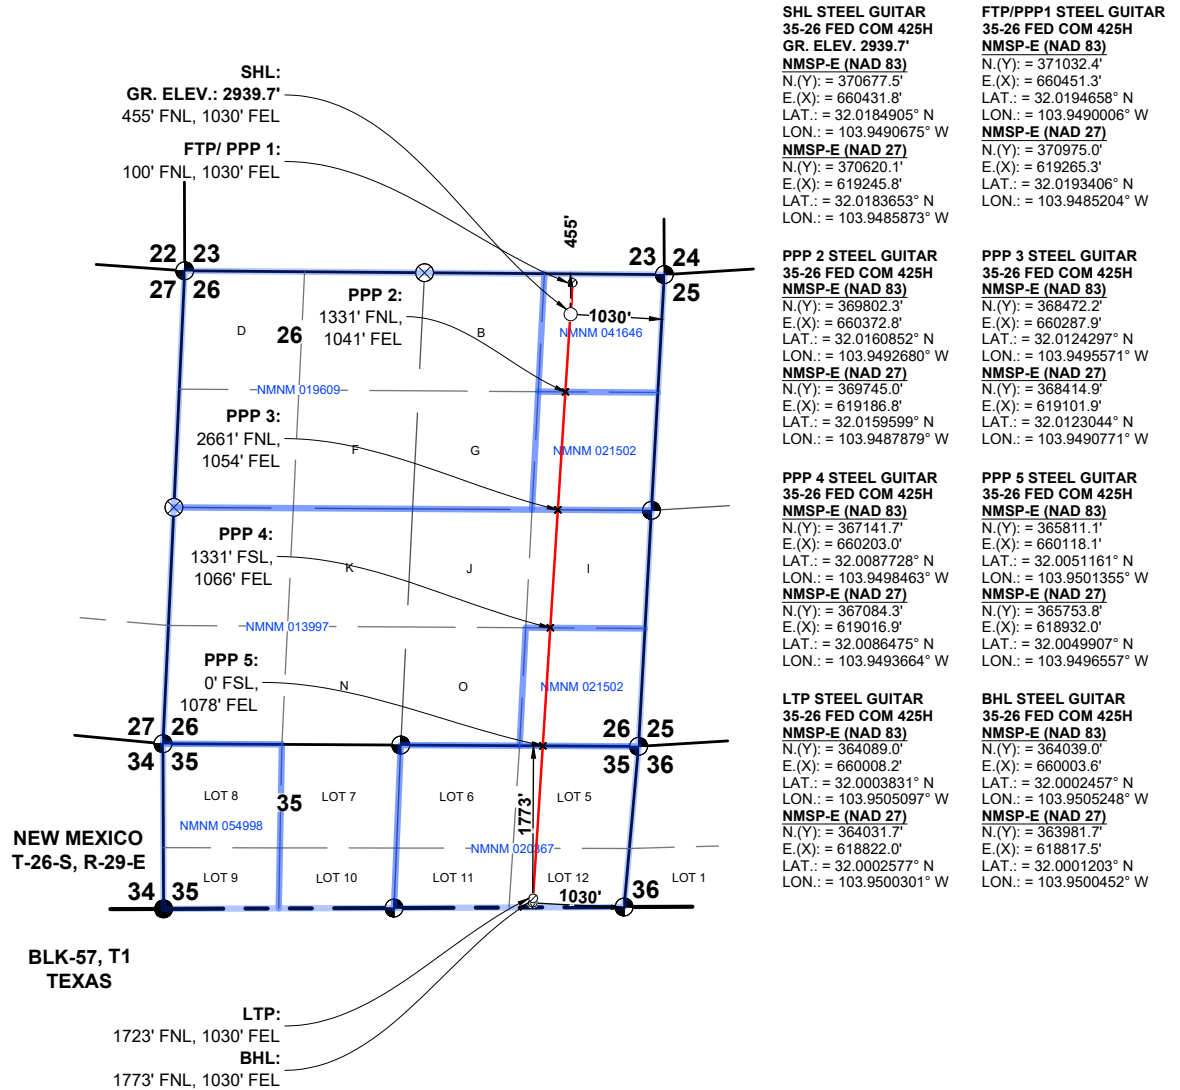 SHL:
GR. ELEV.: 2939.7'
455' FNL, 1030' FEL
FTP/ PPP 1:
100' FNL, 1030' FEL
455'
22 23
27 26
23 24
25
D
26
PPP 2:
1331' FNL,
1041' FEL
B
1030'
NMNM 041646
NMNM 019609
PPP 3:
2661' FNL,
1054' FEL
F
G
NMNM 021502
PPP 4:
1331' FSL,
1066' FEL
K
J
I
NMNM 013997
PPP 5:
0' FSL,
1078' FEL
N
O
NMNM 021502
27 26
34 35
26 25
35 36
LOT 8
35
LOT 7
LOT 6
LOT 5
1773'
NMNM 054998
NMNM 020367
NEW MEXICO
T-26-S, R-29-E
LOT 9
LOT 10
LOT 11
LOT 12
LOT 1
34 35
1030'
36
BLK-57, T1
TEXAS
LTP:
1723' FNL, 1030' FEL
BHL:
1773' FNL, 1030' FEL
SHL STEEL GUITAR
35-26 FED COM 425H
GR. ELEV. 2939.7'
NMSP-E (NAD 83)
N.(Y): = 370677.5'
E.(X): = 660431.8'
LAT.: = 32.0184905° N
LON.: = 103.9490675° W
NMSP-E (NAD 27)
N.(Y): = 370620.1'
E.(X): = 619245.8'
LAT.: = 32.0183653° N
LON.: = 103.9485873° W
FTP/PPP1 STEEL GUITAR
35-26 FED COM 425H
NMSP-E (NAD 83)
N.(Y): = 371032.4'
E.(X): = 660451.3'
LAT.: = 32.0194658° N
LON.: = 103.9490006° W
NMSP-E (NAD 27)
N.(Y): = 370975.0'
E.(X): = 619265.3'
LAT.: = 32.0193406° N
LON.: = 103.9485204° W
PPP 2 STEEL GUITAR
35-26 FED COM 425H
NMSP-E (NAD 83)
N.(Y): = 369802.3'
E.(X): = 660372.8'
LAT.: = 32.0160852° N
LON.: = 103.9492680° W
NMSP-E (NAD 27)
N.(Y): = 369745.0'
E.(X): = 619186.8'
LAT.: = 32.0159599° N
LON.: = 103.9487879° W
PPP 3 STEEL GUITAR
35-26 FED COM 425H
NMSP-E (NAD 83)
N.(Y): = 368472.2'
E.(X): = 660287.9'
LAT.: = 32.0124297° N
LON.: = 103.9495571° W
NMSP-E (NAD 27)
N.(Y): = 368414.9'
E.(X): = 619101.9'
LAT.: = 32.0123044° N
LON.: = 103.9490771° W
PPP 4 STEEL GUITAR
35-26 FED COM 425H
NMSP-E (NAD 83)
N.(Y): = 367141.7'
E.(X): = 660203.0'
LAT.: = 32.0087728° N
LON.: = 103.9498463° W
NMSP-E (NAD 27)
N.(Y): = 367084.3'
E.(X): = 619016.9'
LAT.: = 32.0086475° N
LON.: = 103.9493664° W
PPP 5 STEEL GUITAR
35-26 FED COM 425H
NMSP-E (NAD 83)
N.(Y): = 365811.1'
E.(X): = 660118.1'
LAT.: = 32.0051161° N
LON.: = 103.9501355° W
NMSP-E (NAD 27)
N.(Y): = 365753.8'
E.(X): = 618932.0'
LAT.: = 32.0049907° N
LON.: = 103.9496557° W
LTP STEEL GUITAR
35-26 FED COM 425H
NMSP-E (NAD 83)
N.(Y): = 364089.0'
E.(X): = 660008.2'
LAT.: = 32.0003831° N
LON.: = 103.9505097° W
NMSP-E (NAD 27)
N.(Y): = 364031.7'
E.(X): = 618822.0'
LAT.: = 32.0002577° N
LON.: = 103.9500301° W
BHL STEEL GUITAR
35-26 FED COM 425H
NMSP-E (NAD 83)
N.(Y): = 364039.0'
E.(X): = 660003.6'
LAT.: = 32.0002457° N
LON.: = 103.9505248° W
NMSP-E (NAD 27)
N.(Y): = 363981.7'
E.(X): = 618817.5'
LAT.: = 32.0001203° N
LON.: = 103.9500452° W